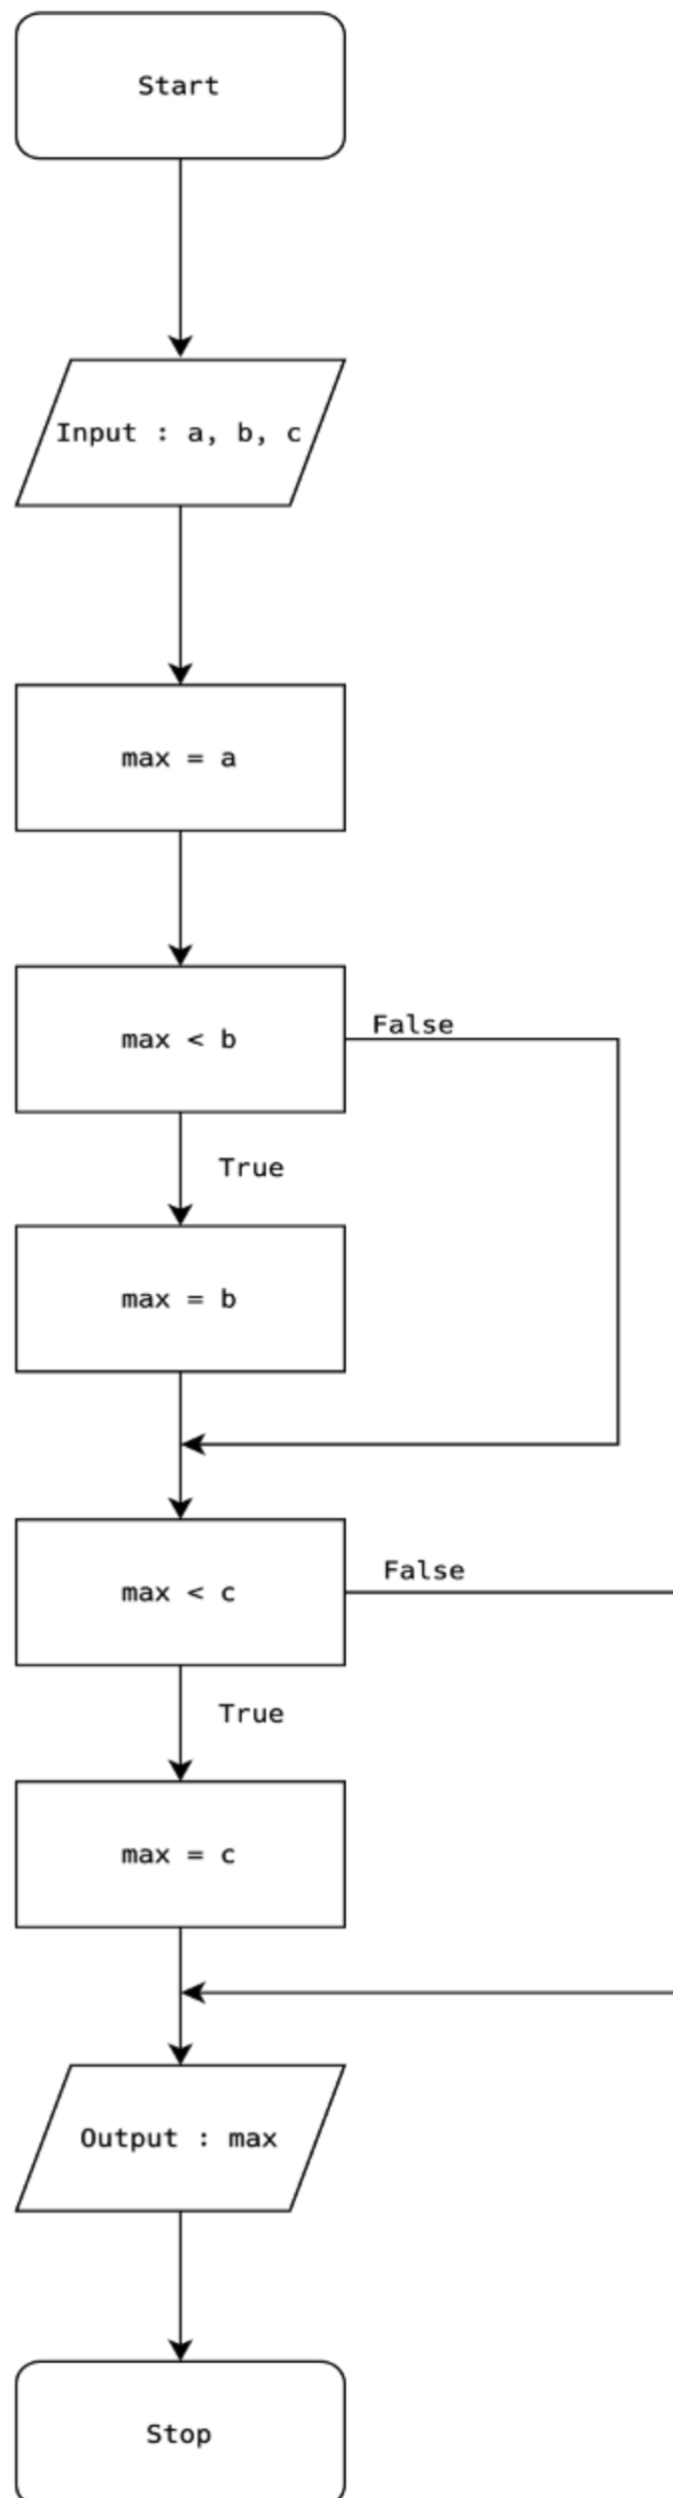 Start
Input : a, b, c
max = a
max < b
False
True
max = b
max < c
False
True
max = c
Output : max
Stop